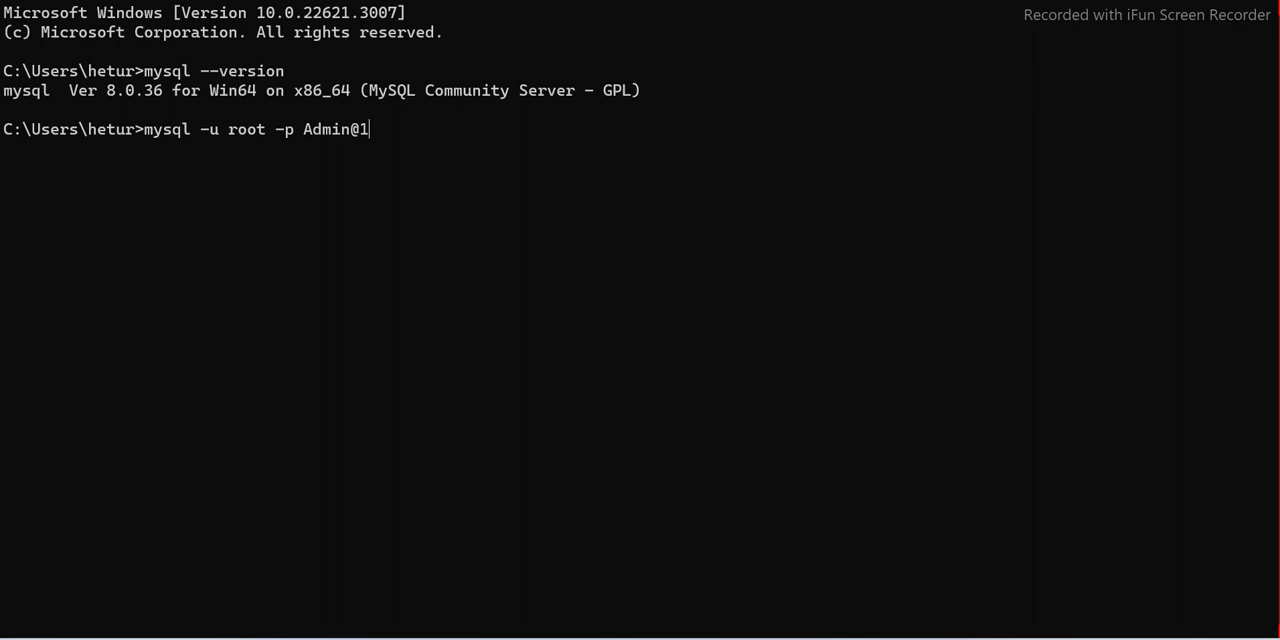 Microsoft Windows [Version 10.0.22621.3007]
Recorded with iFun Screen Recorder
(c) Microsoft Corporation. All rights reserved.
C:\Users\hetur>mysql --version
mysql  Ver 8.0.36 for Win64 on x86_64 (MySQL Community Server - GPL)
C:\Users\hetur>mysql -u root -p Admin@1